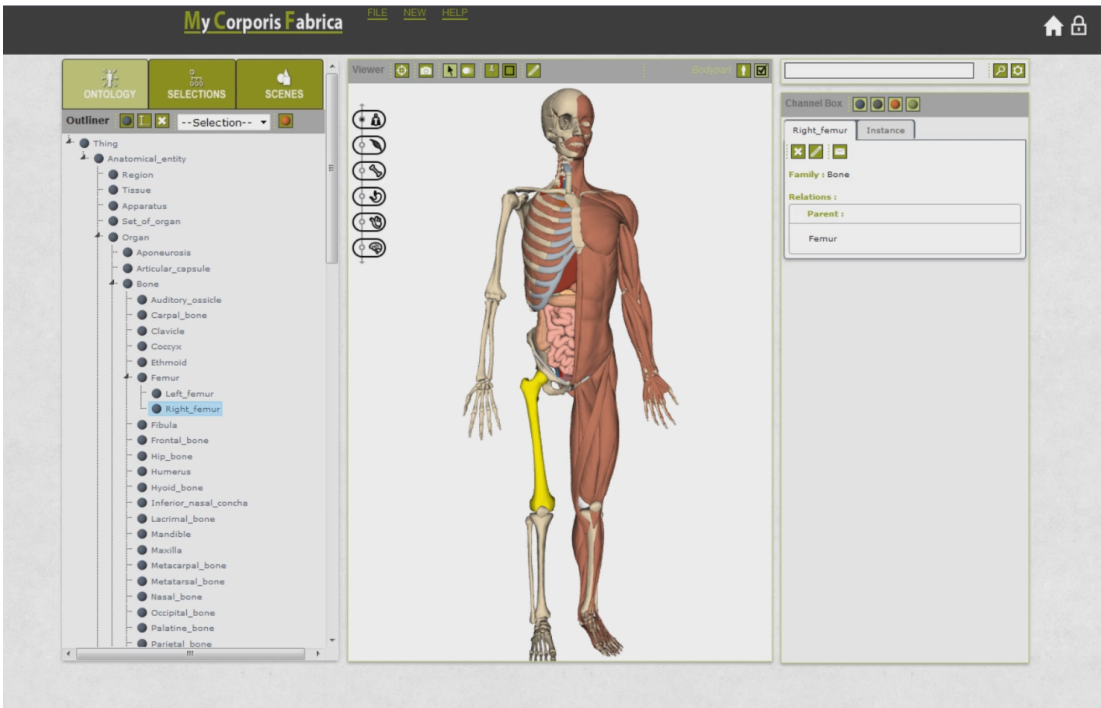 My Corporis Fabrica
FILE NEW HELP
ONTOLOGY SELECTIONS SCENES
Outliner --Selection--
Thing
Anatomical_entity
Region
Tissue
Apparatus
Set_of_organ
Organ
Aponeurosis
Articular_capsule
Bone
Auditory_ossicle
Carpal_bone
Clavicle
Coccyx
Ethmoid
Femur
Left_femur
Right_femur
Fibula
Frontal_bone
Hip_bone
Humerus
Hyoid_bone
Inferior_nasal_concha
Lacrimal_bone
Mandible
Maxilla
Metacarpal_bone
Metatarsal_bone
Nasal_bone
Occipital_bone
Palatine_bone
Parietal_bone
Viewer Bodypart
Channel Box
Right_femur Instance
Family : Bone
Relations :
Parent :
Femur